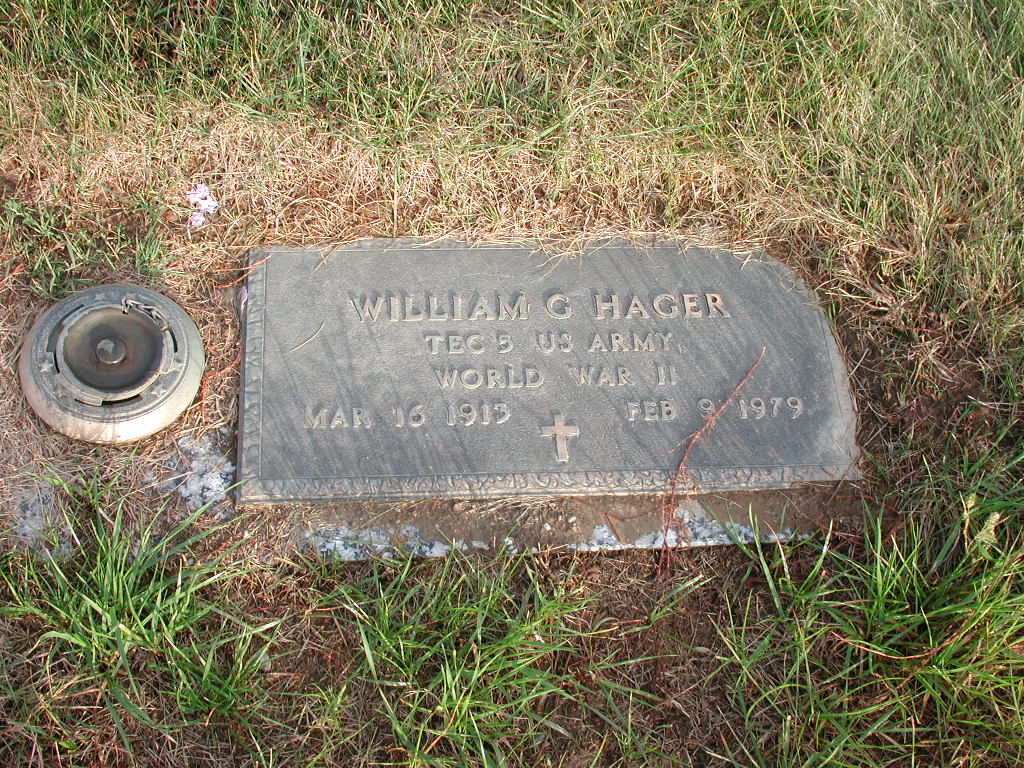 WILLIAM G HAGER
TEC 5 US ARMY
WORLD WAR II
MAR 16 1913 FEB 9 1979